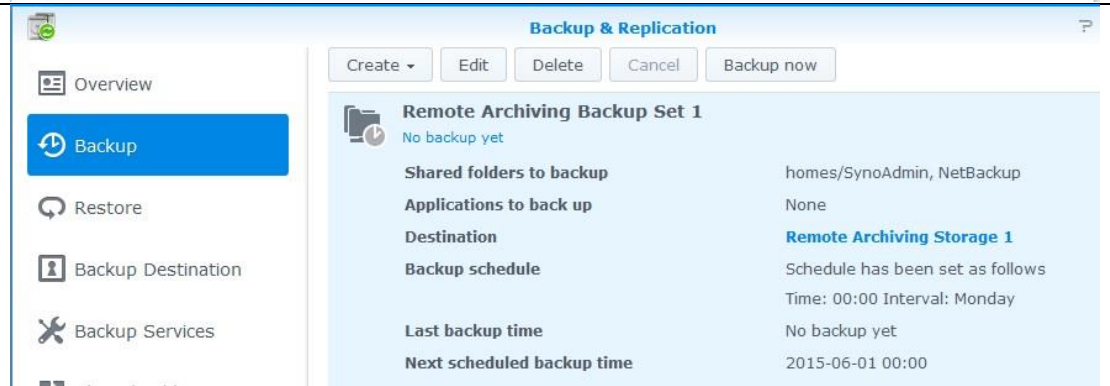 Backup & Replication
?
Overview
Backup
Restore
Backup Destination
Backup Services
Create Edit Delete Cancel Backup now
Remote Archiving Backup Set 1
No backup yet
Shared folders to backup homes/SynoAdmin, NetBackup
Applications to back up None
Destination Remote Archiving Storage 1
Backup schedule Schedule has been set as follows
Time: 00:00 Interval: Monday
Last backup time No backup yet
Next scheduled backup time 2015-06-01 00:00